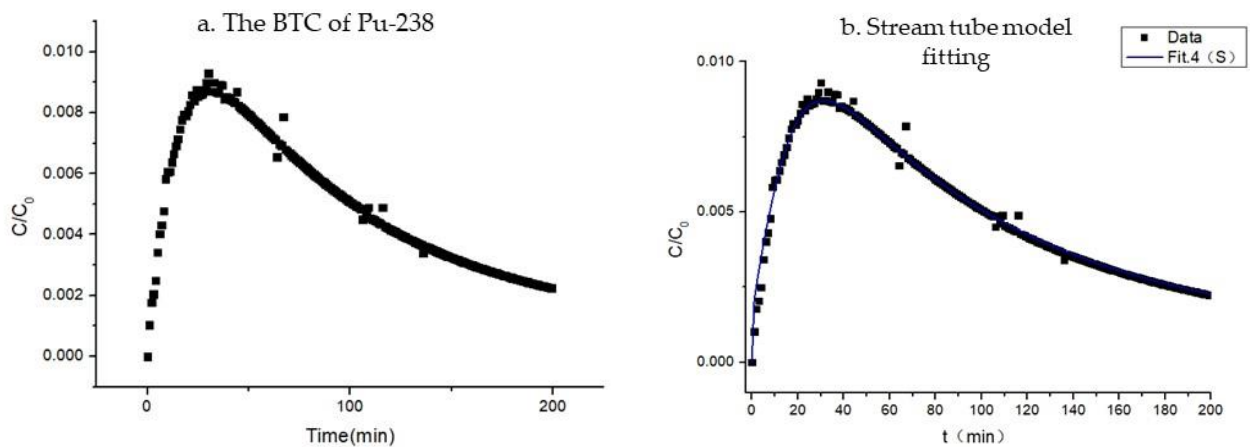 a. The BTC of Pu-238
C/C0
0.010
0.008
0.006
0.004
0.002
0.000
0
100
200
Time(min)
b. Stream tube model
fitting
Data
Fit.4（S）
C/C0
0.010
0.005
0.000
0 20 40 60 80 100 120 140 160 180 200
t（min)